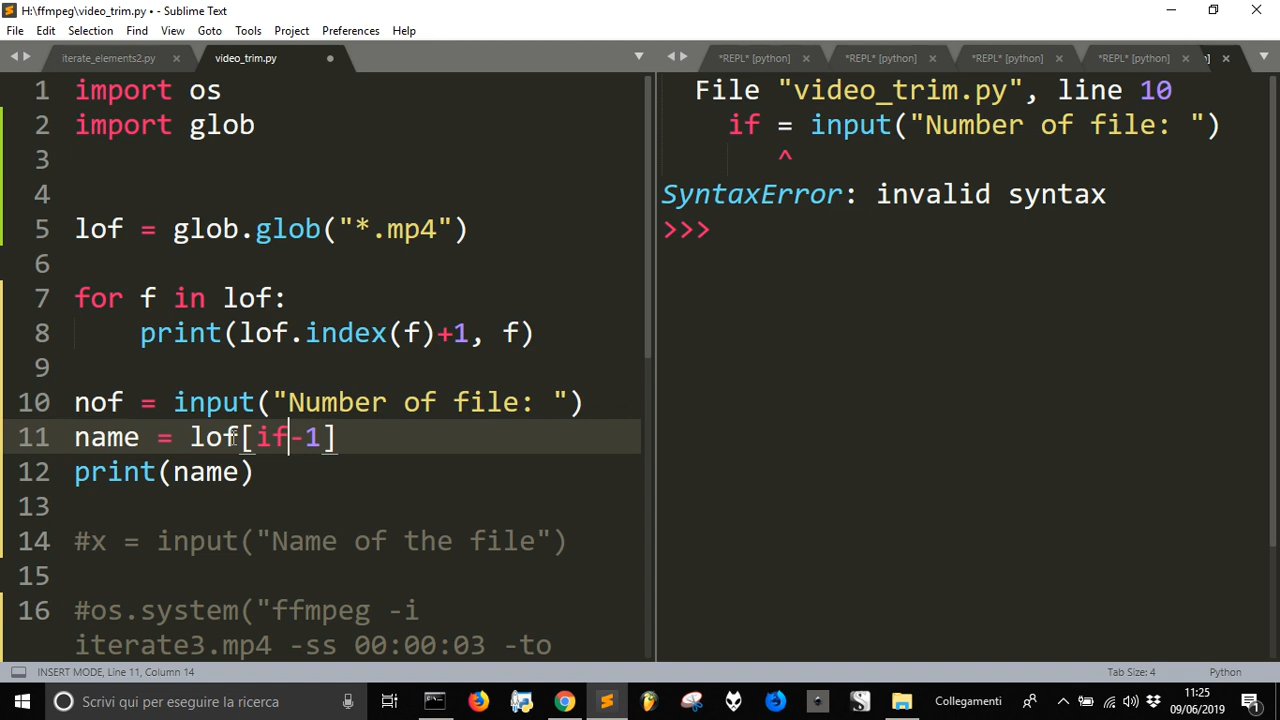 H:\ffmpeg\video_trim.py • - Sublime Text
File Edit Selection Find View Goto Tools Project Preferences Help
iterate_elements2.py video_trim.py
*REPL* [python] *REPL* [python] *REPL* [python] *REPL* [python] ]
1 import os
2 import glob
3
4
5 lof = glob.glob("*.mp4")
6
7 for f in lof:
8 print(lof.index(f)+1, f)
9
10 nof = input("Number of file: ")
11 name = lof[if-1]
12 print(name)
13
14 #x = input("Name of the file")
15
16 #os.system("ffmpeg -i
iterate3.mp4 -ss 00:00:03 -to
File "video_trim.py", line 10
if = input("Number of file: ")
^
SyntaxError: invalid syntax
>>>
INSERT MODE, Line 11, Column 14
Tab Size: 4 Python
Scrivi qui per eseguire la ricerca
Collegamenti
11:25
09/06/2019
1